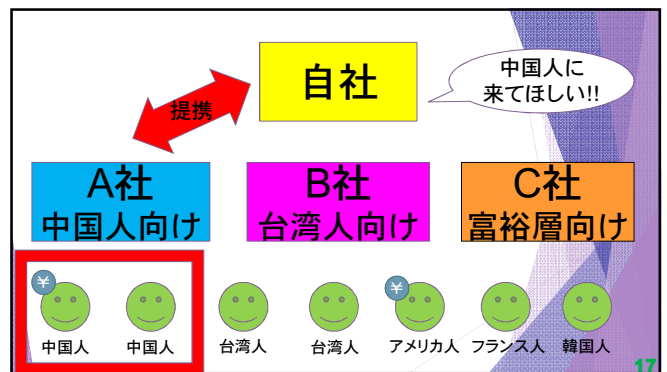 自社
中国人に
来てほしい!!
提携
A社
中国人向け
B社
台湾人向け
C社
富裕層向け
¥
¥
中国人
中国人
台湾人
台湾人
アメリカ人
フランス人
韓国人
17